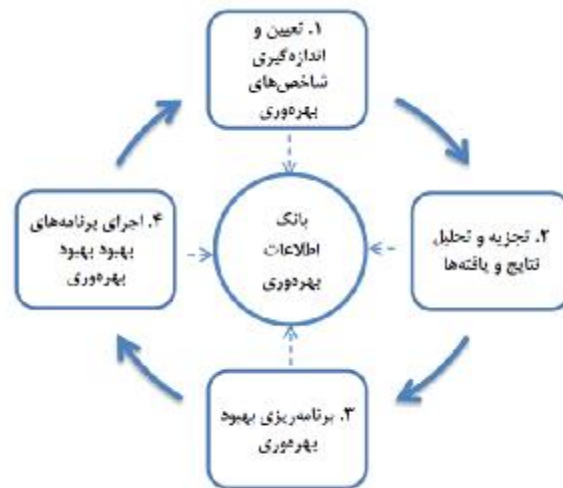 ۱. تعیین و
اندازه‌گیری
شاخص‌های
بهره‌وری
۲. تجزیه و تحلیل
نتایج و یافته‌ها
۳. برنامه‌ریزی بهبود
بهره‌وری
۴. اجرای برنامه‌های
بهبود بهبود
بهره‌وری
بانک
اطلاعات
بهره‌وری